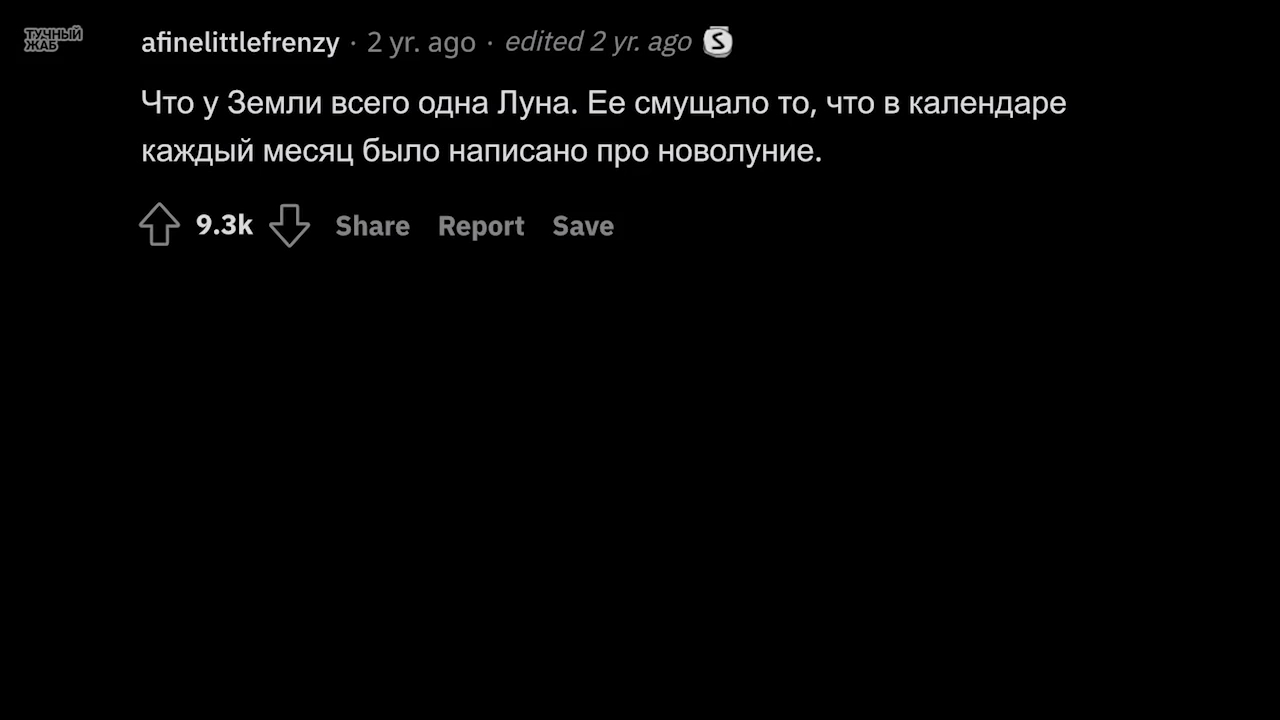 ТУЧНЫЙ
ЖАБ
afinelittlefrenzy · 2 yr. ago · edited 2 yr. ago S
Что у Земли всего одна Луна. Ее смущало то, что в календаре
каждый месяц было написано про новолуние.
9.3k Share Report Save